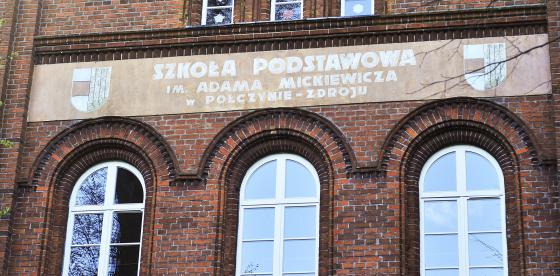 SZKOŁA PODSTAWOWA
IM. ADAMA MICKIEWICZA
W POŁCZYNIE-ZDROJU